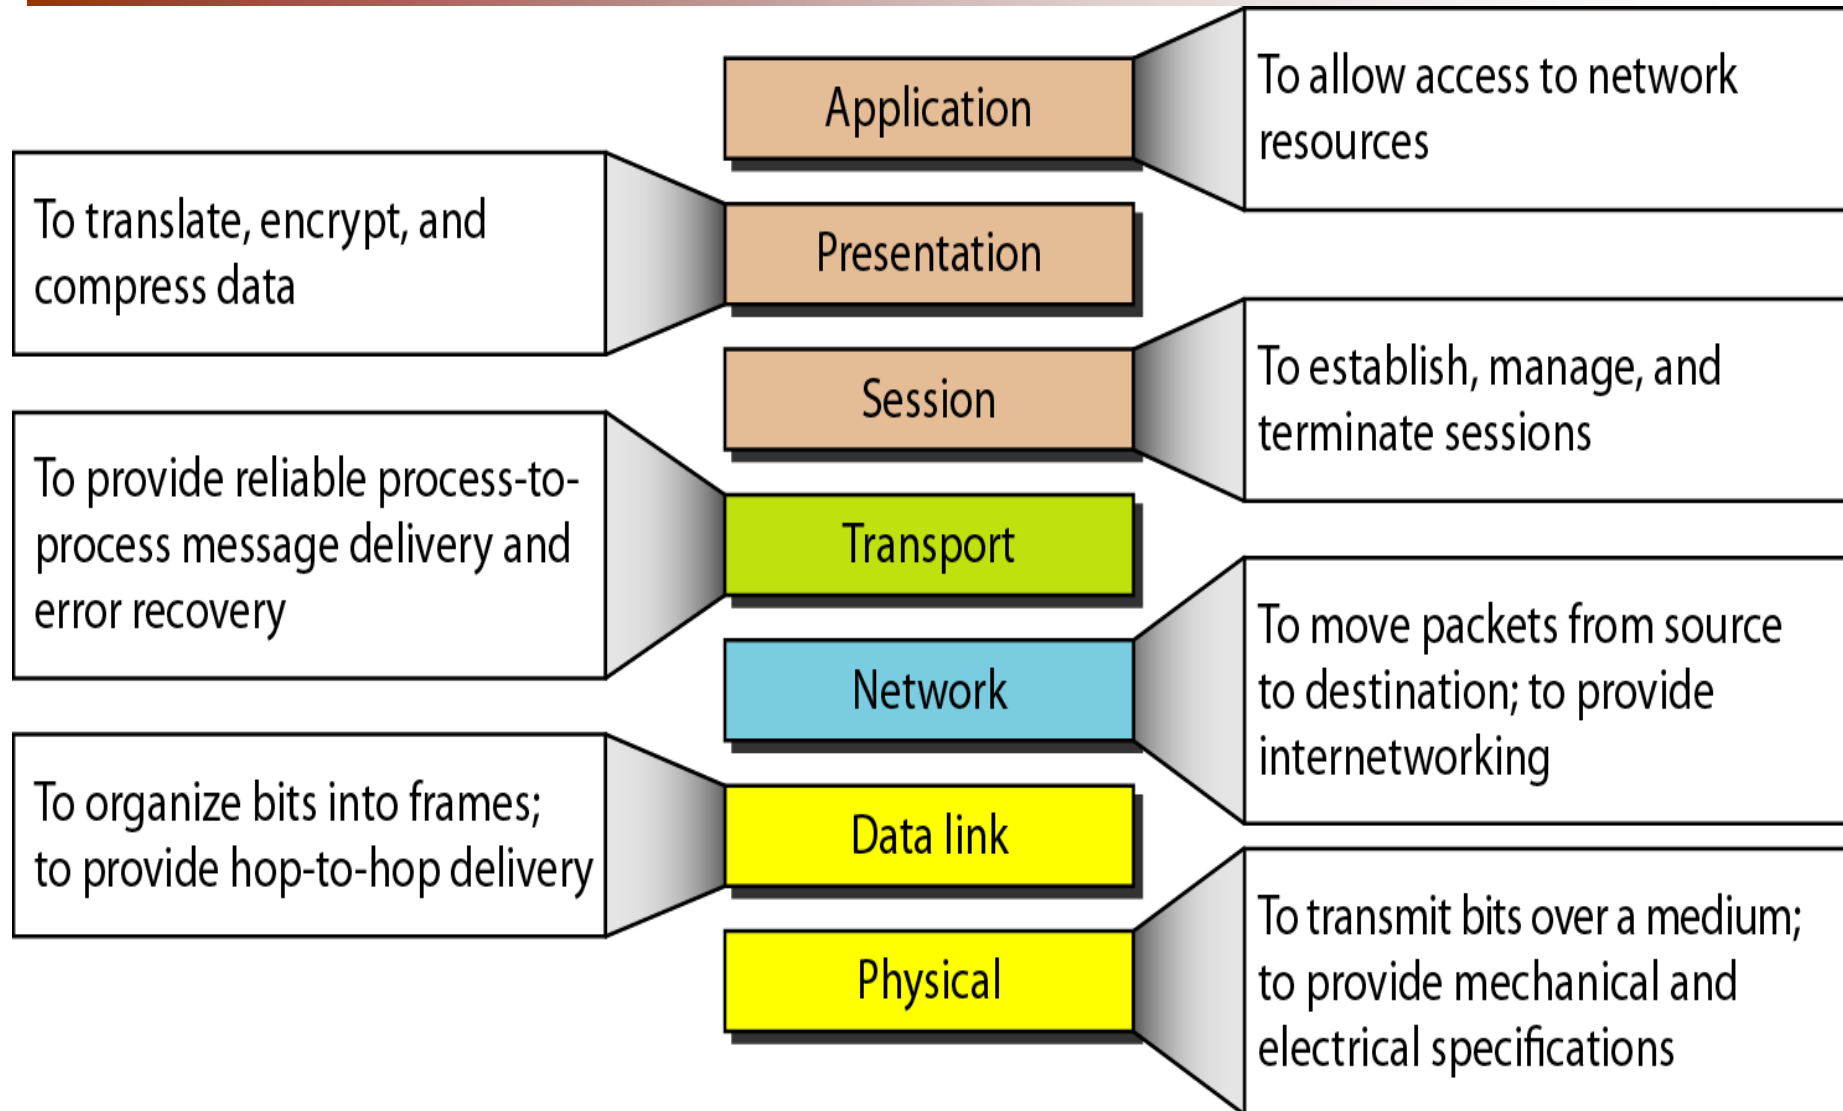 Application
To allow access to network
resources
To translate, encrypt, and
compress data
Presentation
Session
To establish, manage, and
terminate sessions
To provide reliable process-to-
process message delivery and
error recovery
Transport
Network
To move packets from source
to destination; to provide
internetworking
To organize bits into frames;
to provide hop-to-hop delivery
Data link
Physical
To transmit bits over a medium;
to provide mechanical and
electrical specifications